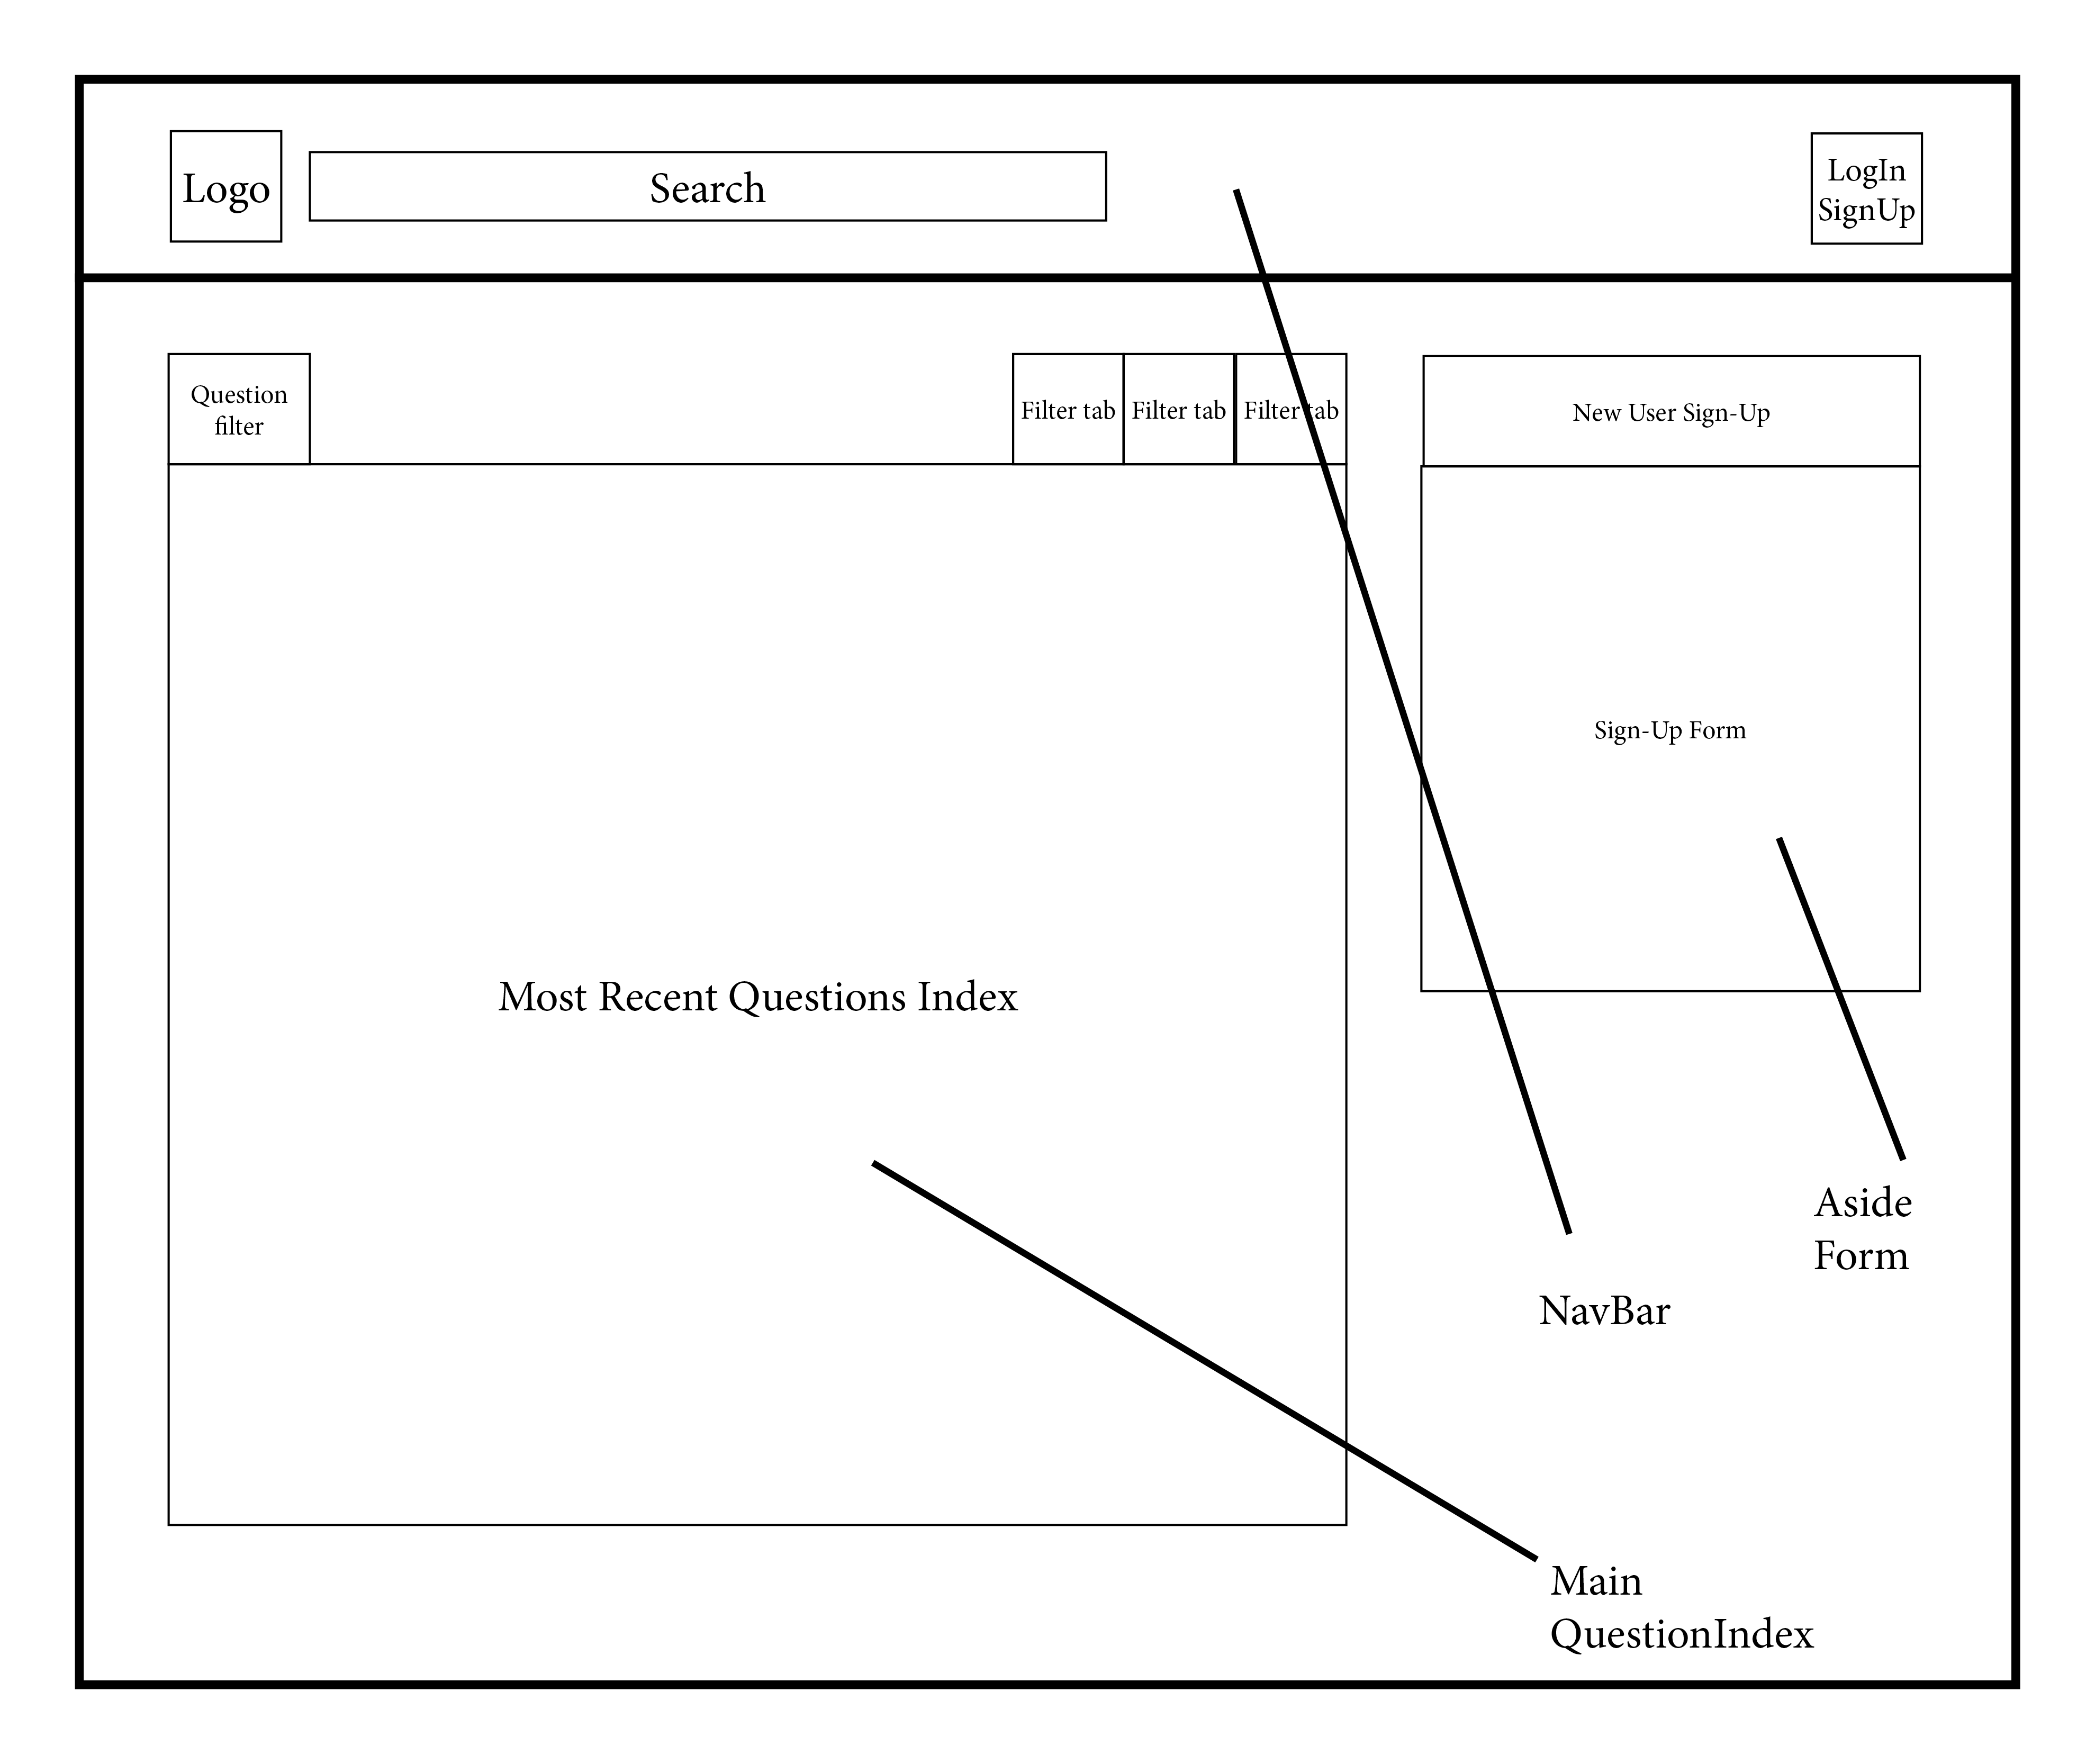 Logo
Search
LogIn
SignUp
Question
filter
Filter tab
Filter tab
Filter tab
New User Sign-Up
Sign-Up Form
Most Recent Questions Index
Aside
Form
NavBar
Main
QuestionIndex